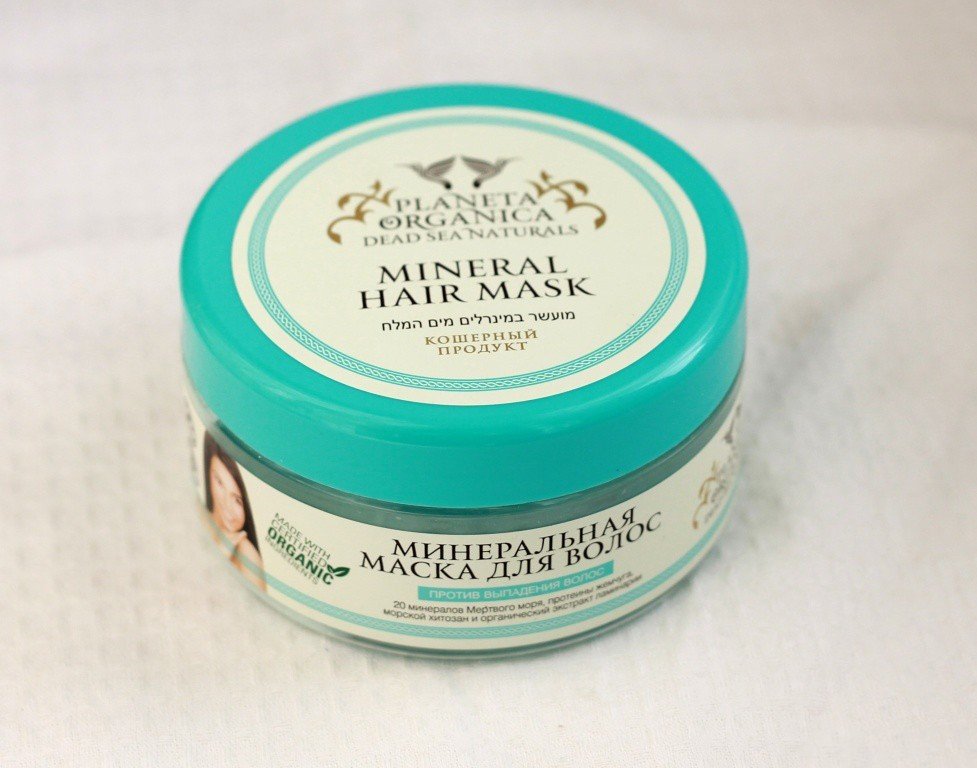 PLANETA
ORGANICA
DEAD SEA NATURALS
MINERAL
HAIR MASK
מועשר במינרלים מים המלח
КОШЕРНЫЙ
ПРОДУКТ
MADE WITH
CERTIFIED
ORGANIC
INGREDIENTS
МИНЕРАЛЬНАЯ
МАСКА ДЛЯ ВОЛОС
ПРОТИВ ВЫПАДЕНИЯ ВОЛОС
20 минералов Мертвого моря, протеины жемчуга,
морской хитозан и органический экстракт ламинарии